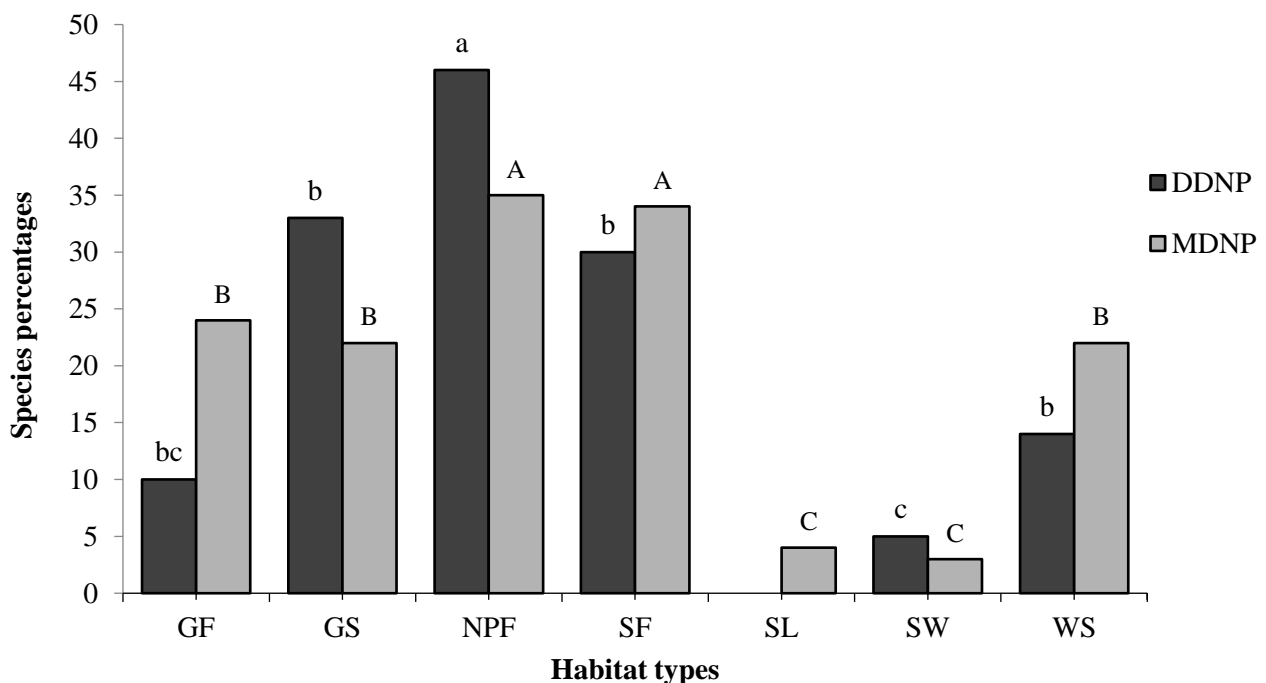 Species percentages
50
45
40
35
30
25
20
15
10
5
0
bc
B
b
B
a
A
b
A
C
c
C
b
B
GF
GS
NPF
SF
SL
SW
WS
Habitat types
DDNP
MDNP